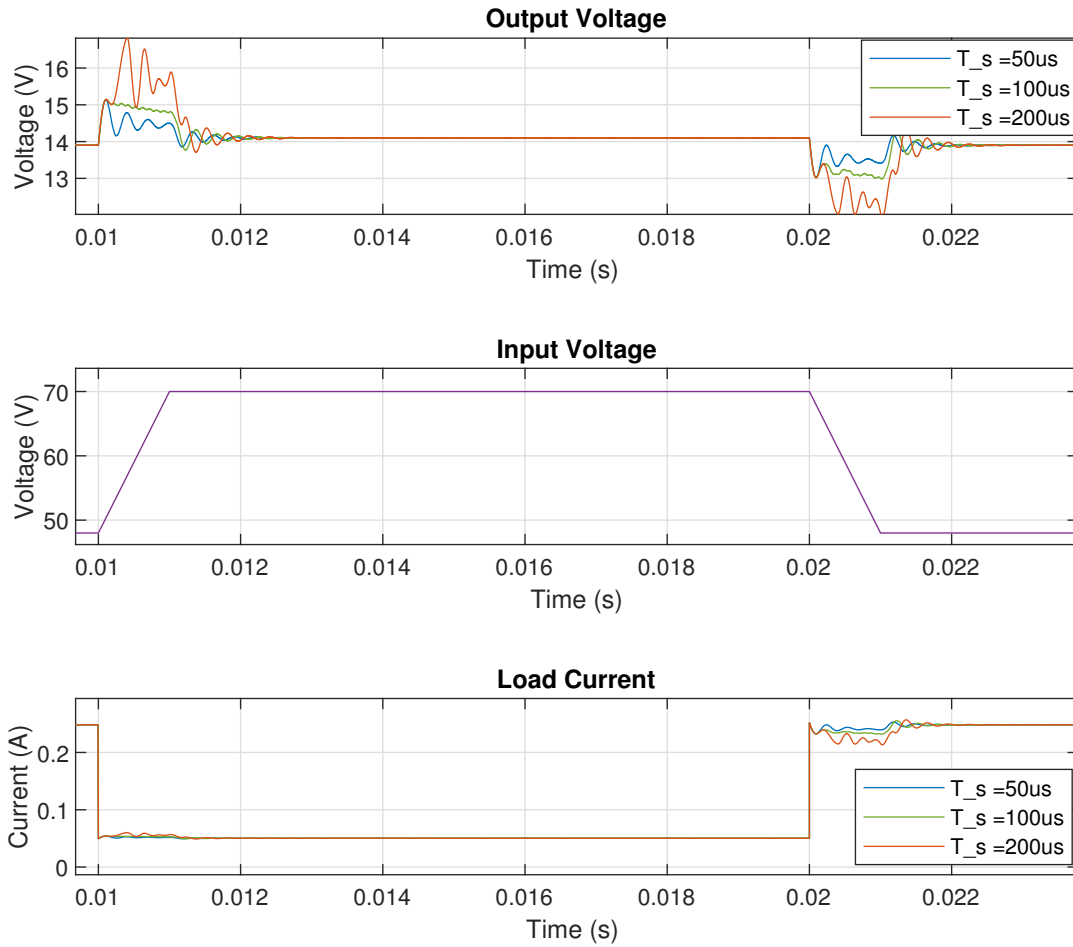 Output Voltage
Voltage (V)
16
15
14
13
T_s =50us
T_s =100us
T_s =200us
0.01 0.012 0.014 0.016 0.018 0.02 0.022
Time (s)
Input Voltage
Voltage (V)
70
60
50
0.01 0.012 0.014 0.016 0.018 0.02 0.022
Time (s)
Load Current
Current (A)
0.2
0.1
0
T_s =50us
T_s =100us
T_s =200us
0.01 0.012 0.014 0.016 0.018 0.02 0.022
Time (s)